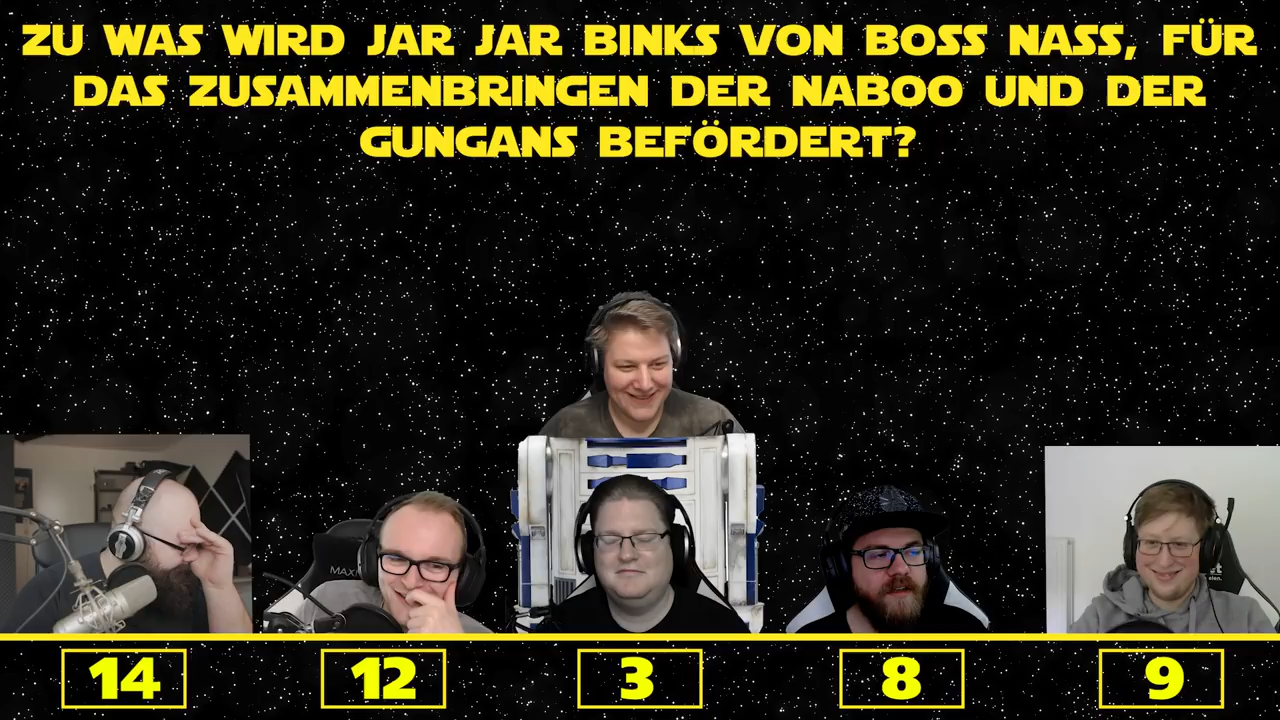 ZU WAS WIRD JAR JAR BINKS VON BOSS NASS, FÜR
DAS ZUSAMMENBRINGEN DER NABOO UND DER
GUNGANS BEFÖRDERT?
14 12 3 8 9